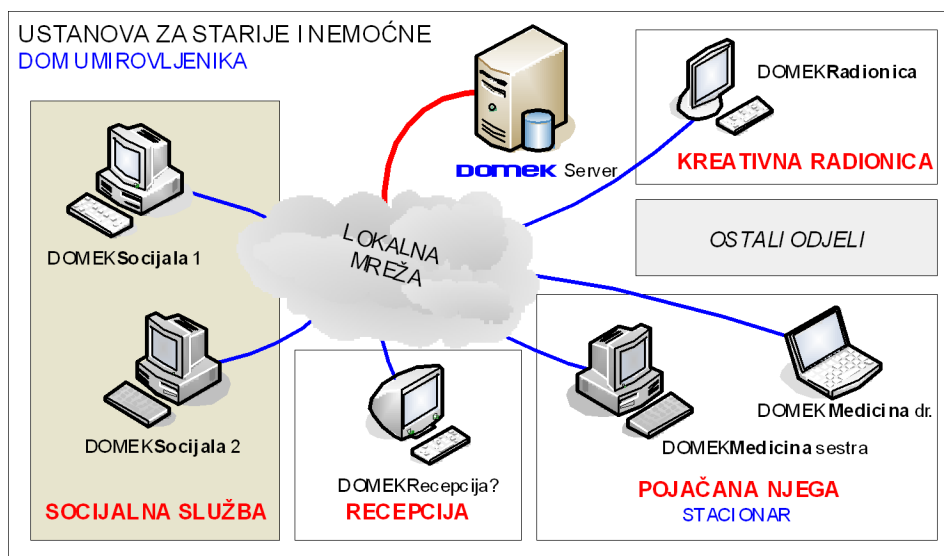 USTANOVA ZA STARIJE I NEMOĆNE
DOM UMIROVLJENIKA
DOMEK Server
DOMEKRadionica
KREATIVNA RADIONICA
OSTALI ODJELI
LOKALNA
MREŽA
DOMEKSocijala 1
DOMEKSocijala 2
SOCIJALNA SLUŽBA
DOMEKRecepcija?
RECEPCIJA
DOMEKMedicina dr.
DOMEKMedicina sestra
POJAČANA NJEGA
STACIONAR